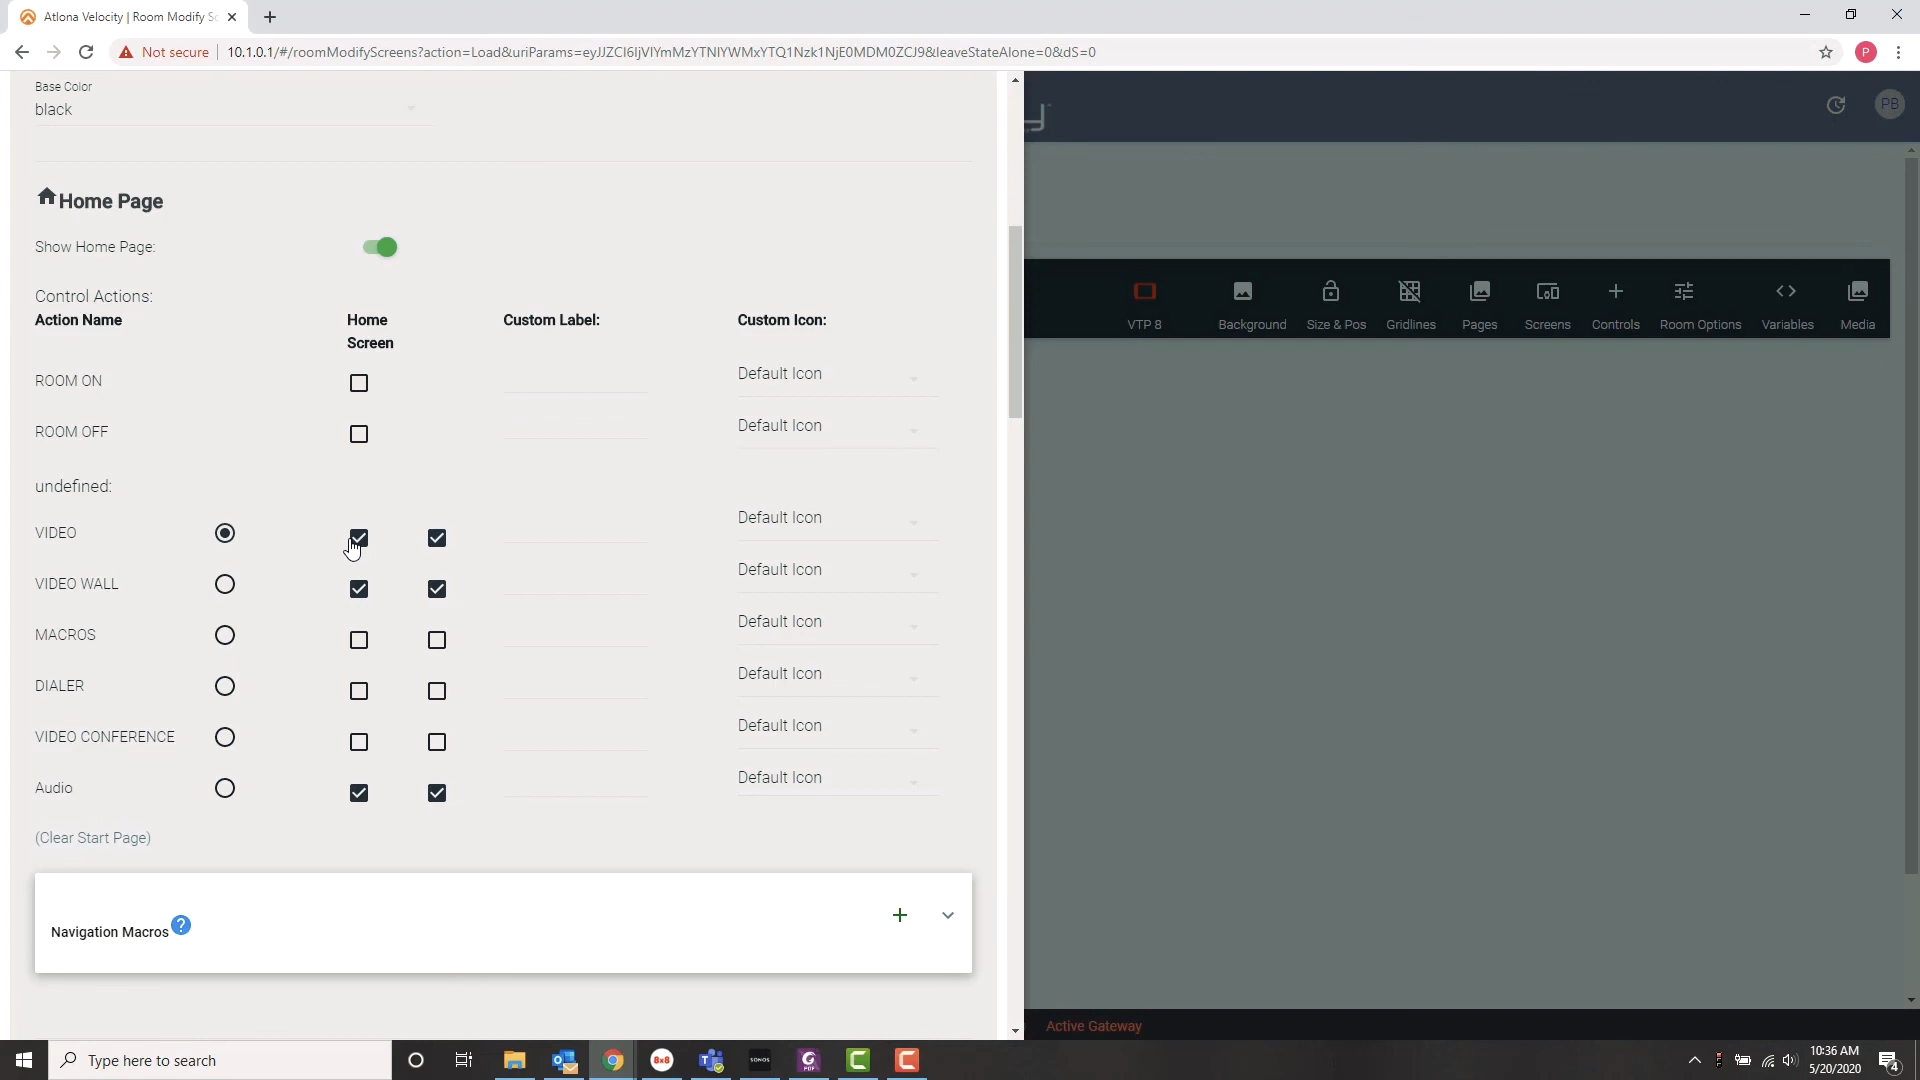 Atlona Velocity | Room Modify Sc
Not secure
10.1.0.1/#/roomModifyScreens?action=Load&uriParams=eyJJZCI6IjVlYmMzYTNlYWMxYTQ1Nzk1NjE0MDM0ZCJ9&leaveStateAlone=0&dS=0
P
Base Color
black
PB
Home Page
Show Home Page:
Control Actions:
Action Name
Home Screen
Custom Label:
Custom Icon:
VTP 8
Background
Size & Pos
Gridlines
Pages
Screens
Controls
Room Options
Variables
Media
ROOM ON
Default Icon
ROOM OFF
Default Icon
undefined:
VIDEO
Default Icon
VIDEO WALL
Default Icon
MACROS
Default Icon
DIALER
Default Icon
VIDEO CONFERENCE
Default Icon
Audio
Default Icon
(Clear Start Page)
Navigation Macros ?
Active Gateway
Type here to search
8x8
SONOS
PDF
10:36 AM
5/20/2020
4